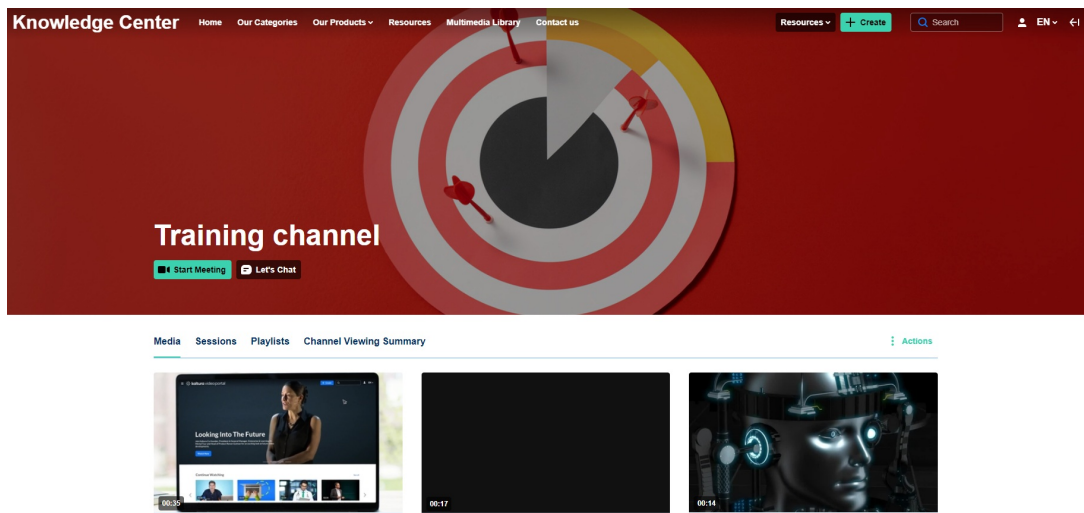 Knowledge Center Home Our Categories Our Products Resources Multimedia Library Contact us Resources + Create Search EN
Training channel
Start Meeting Let's Chat
Media Sessions Playlists Channel Viewing Summary Actions
kaltura videoportal
Looking Into The Future
00:35 00:17 00:14